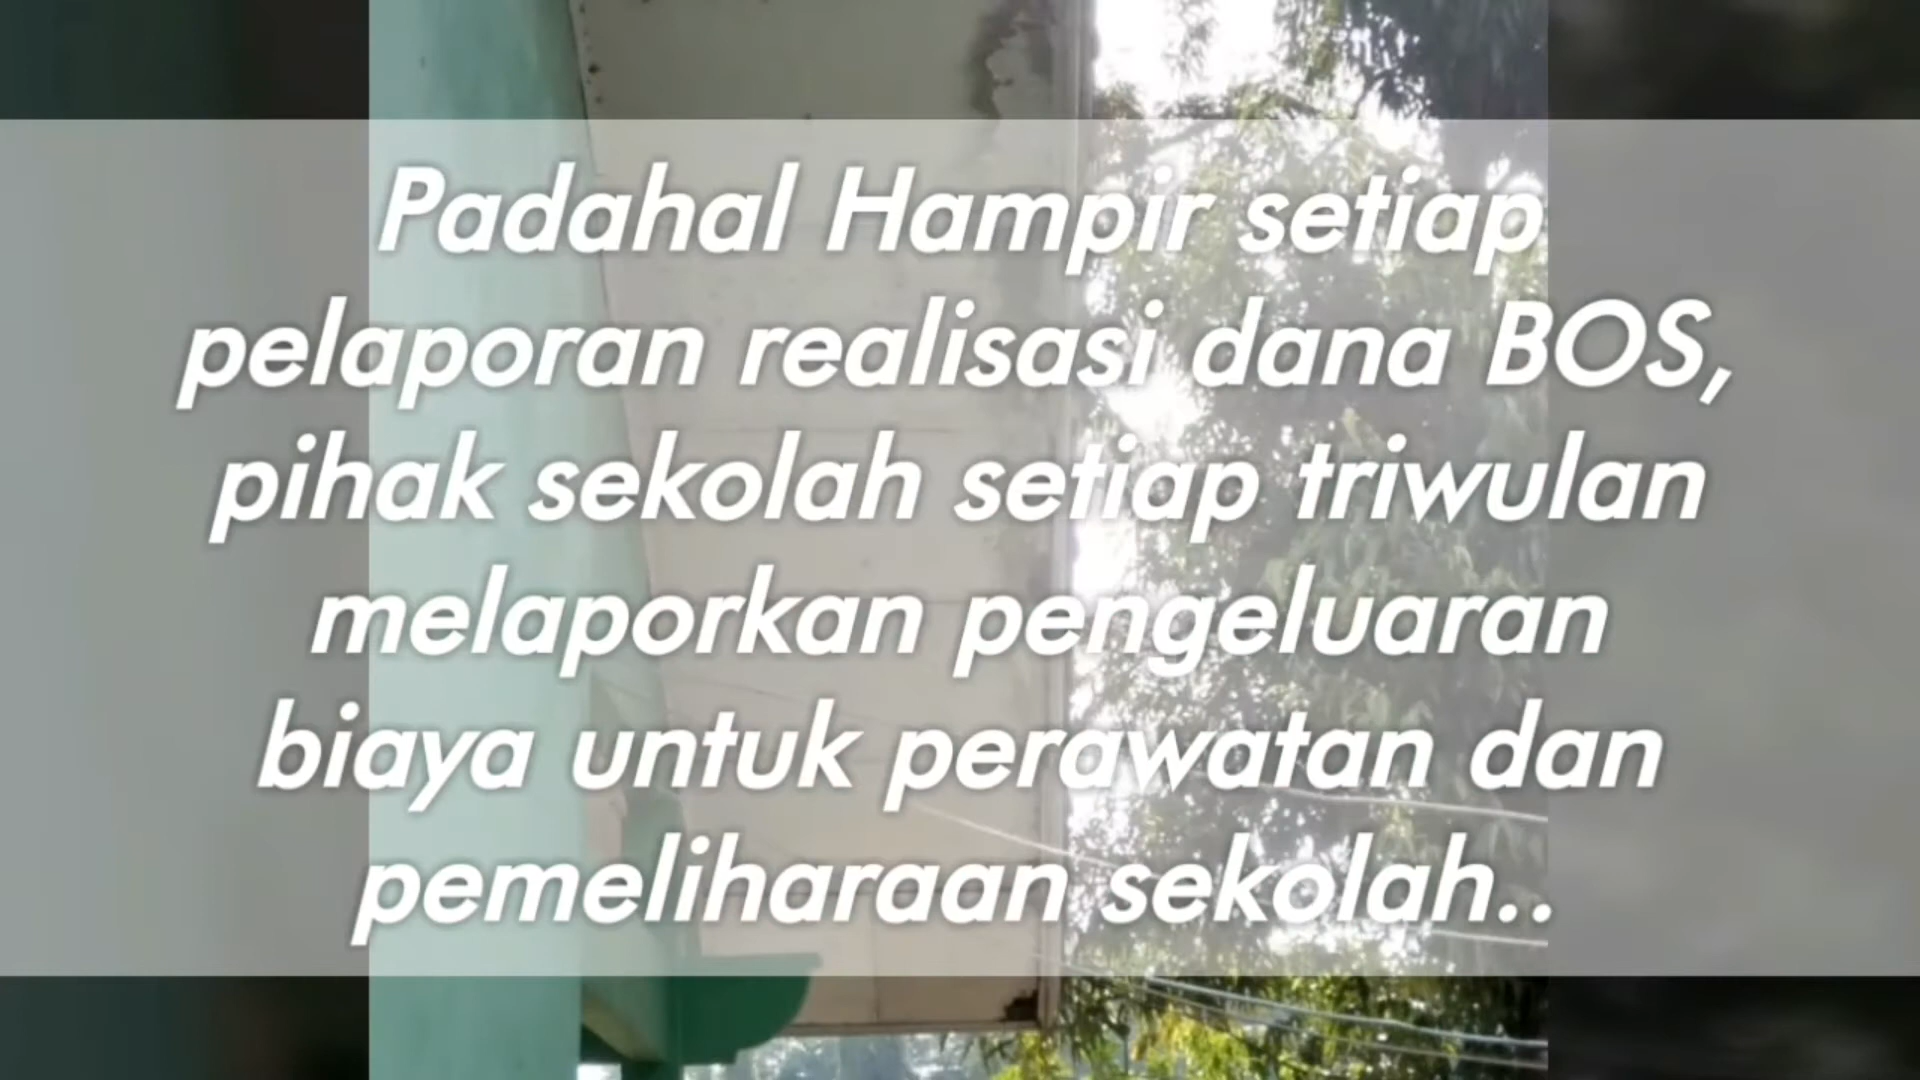 Padahal Hampir setiap
pelaporan realisasi dana BOS,
pihak sekolah setiap triwulan
melaporkan pengeluaran
biaya untuk perawatan dan
pemeliharaan sekolah..